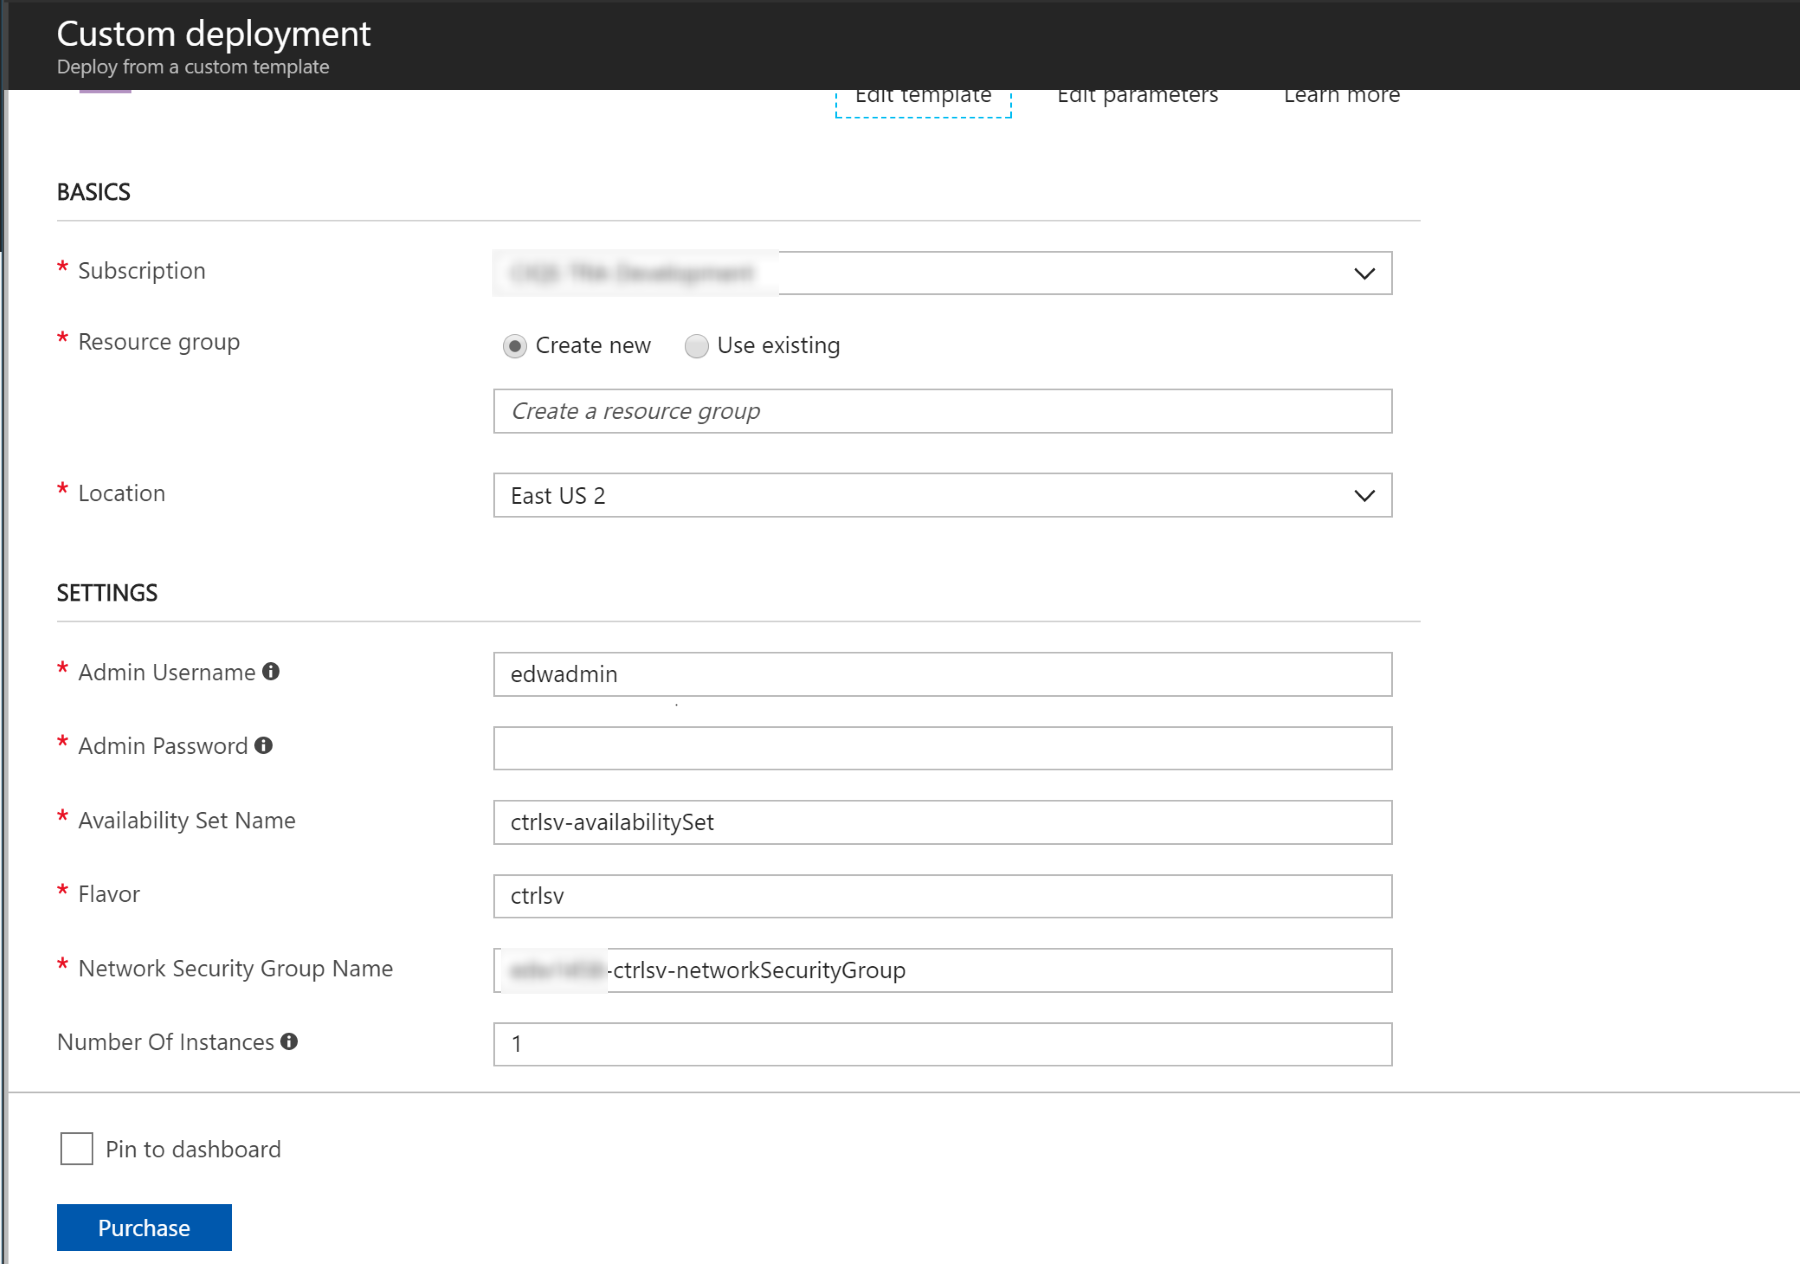 Custom deployment
Deploy from a custom template
Edit template Edit parameters Learn more
BASICS
* Subscription
* Resource group Create new Use existing
Create a resource group
* Location East US 2
SETTINGS
* Admin Username edwadmin
* Admin Password
* Availability Set Name ctrlsv-availabilitySet
* Flavor ctrlsv
* Network Security Group Name -ctrlsv-networkSecurityGroup
Number Of Instances 1
Pin to dashboard
Purchase